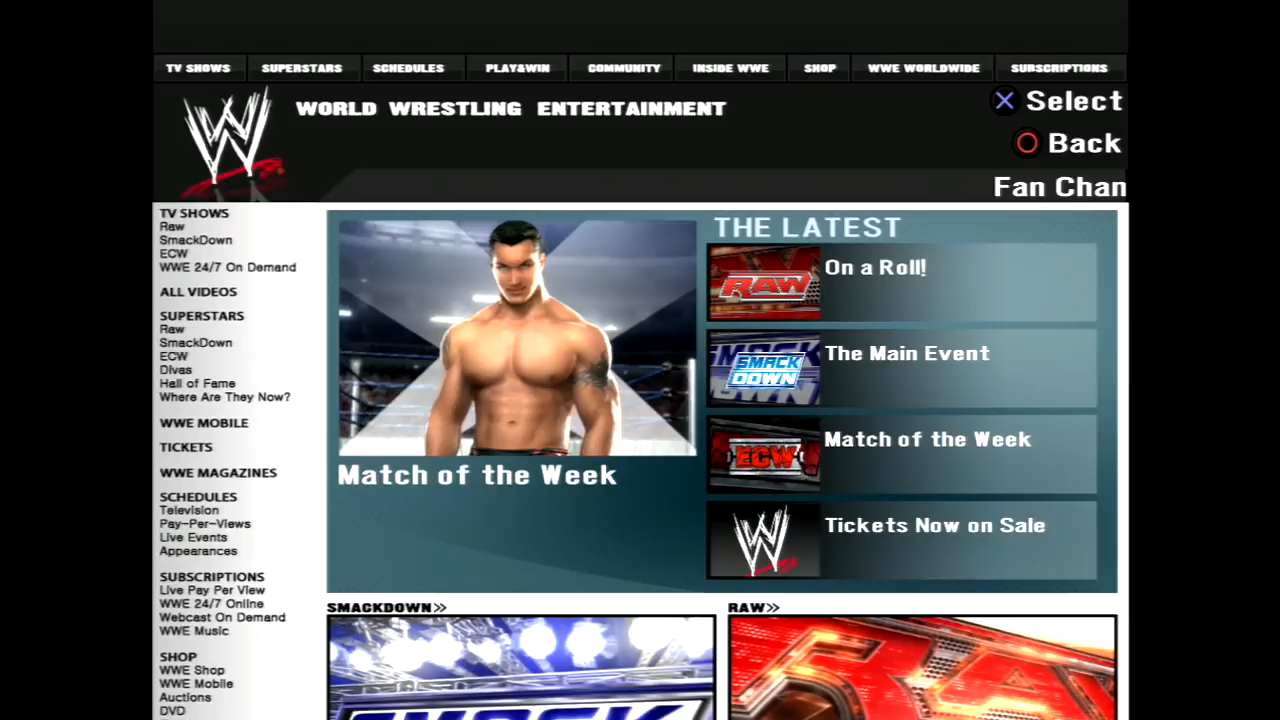 TV SHOWS SUPERSTARS SCHEDULES PLAY&WIN COMMUNITY INSIDE WWE SHOP WWE WORLDWIDE SUBSCRIPTIONS
W WORLD WRESTLING ENTERTAINMENT
Select
Back
Fan Chan
TV SHOWS
Raw
SmackDown
ECW
WWE 24/7 On Demand
ALL VIDEOS
SUPERSTARS
Raw
SmackDown
ECW
Divas
Hall of Fame
Where Are They Now?
WWE MOBILE
TICKETS
WWE MAGAZINES
SCHEDULES
Television
Pay-Per-Views
Live Events
Appearances
SUBSCRIPTIONS
Live Pay Per View
WWE 24/7 Online
Webcast On Demand
WWE Music
SHOP
WWE Shop
WWE Mobile
Auctions
DVD
Match of the Week
THE LATEST
RAW On a Roll!
SMACK DOWN The Main Event
ECW Match of the Week
W Tickets Now on Sale
SMACKDOWN»
SMACK
RAW»
RAW